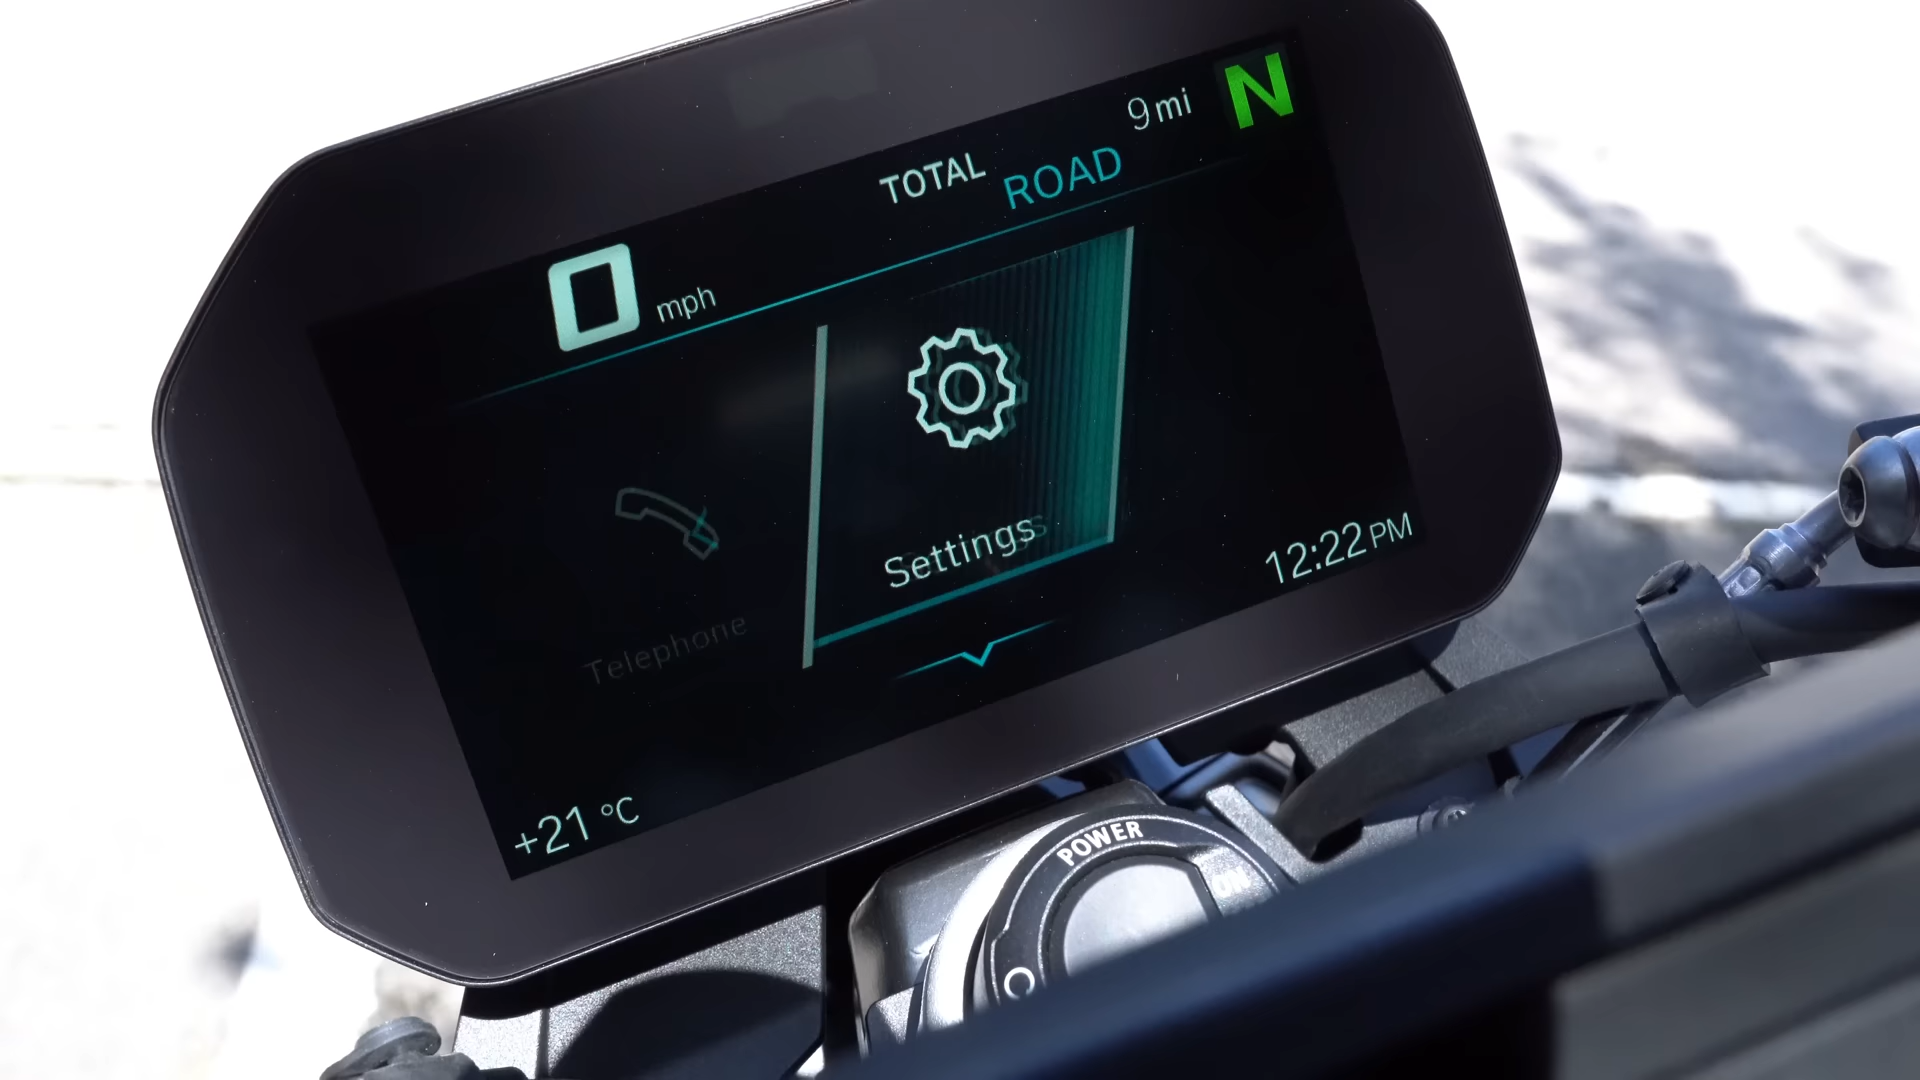 9 mi N
TOTAL ROAD
0 mph
Settings
Telephone
12:22 PM
+21 °C
POWER
ON